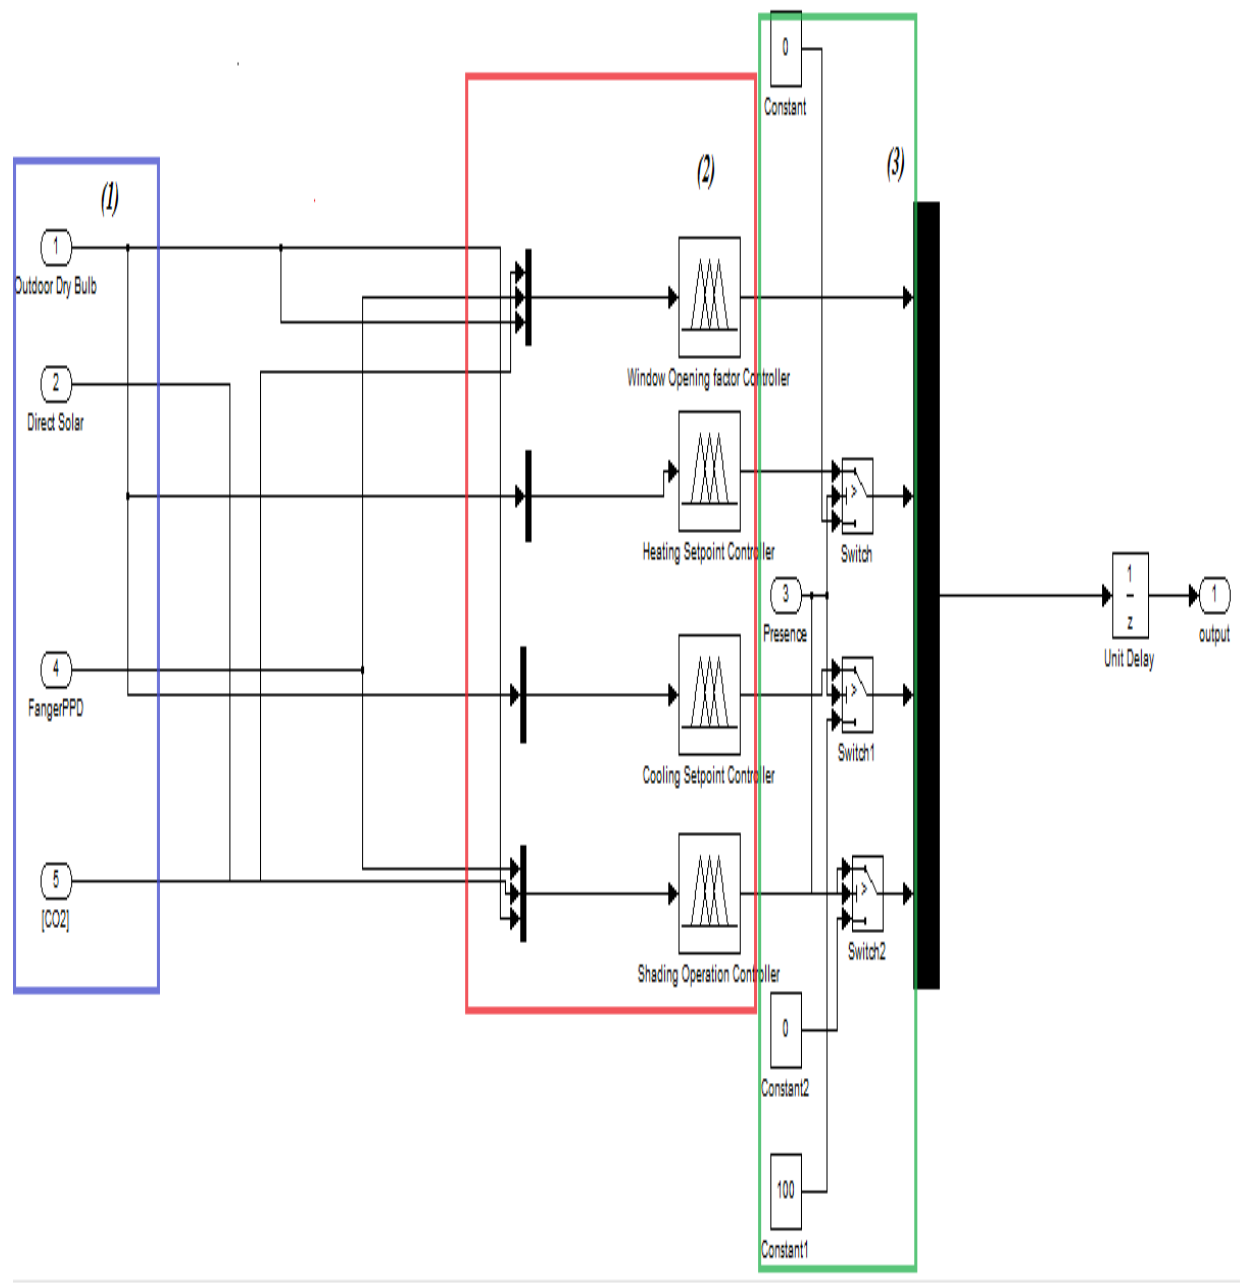 (1)
1
Outdoor Dry Bulb
2
Direct Solar
4
FangerPPD
5
[CO2]
(2)
Window Opening factor Controller
Heating Setpoint Controller
Cooling Setpoint Controller
Shading Operation Controller
(3)
0
Constant
>
Switch
3
Presence
>
Switch1
>
Switch2
0
Constant2
100
Constant1
1
z
Unit Delay
1
output